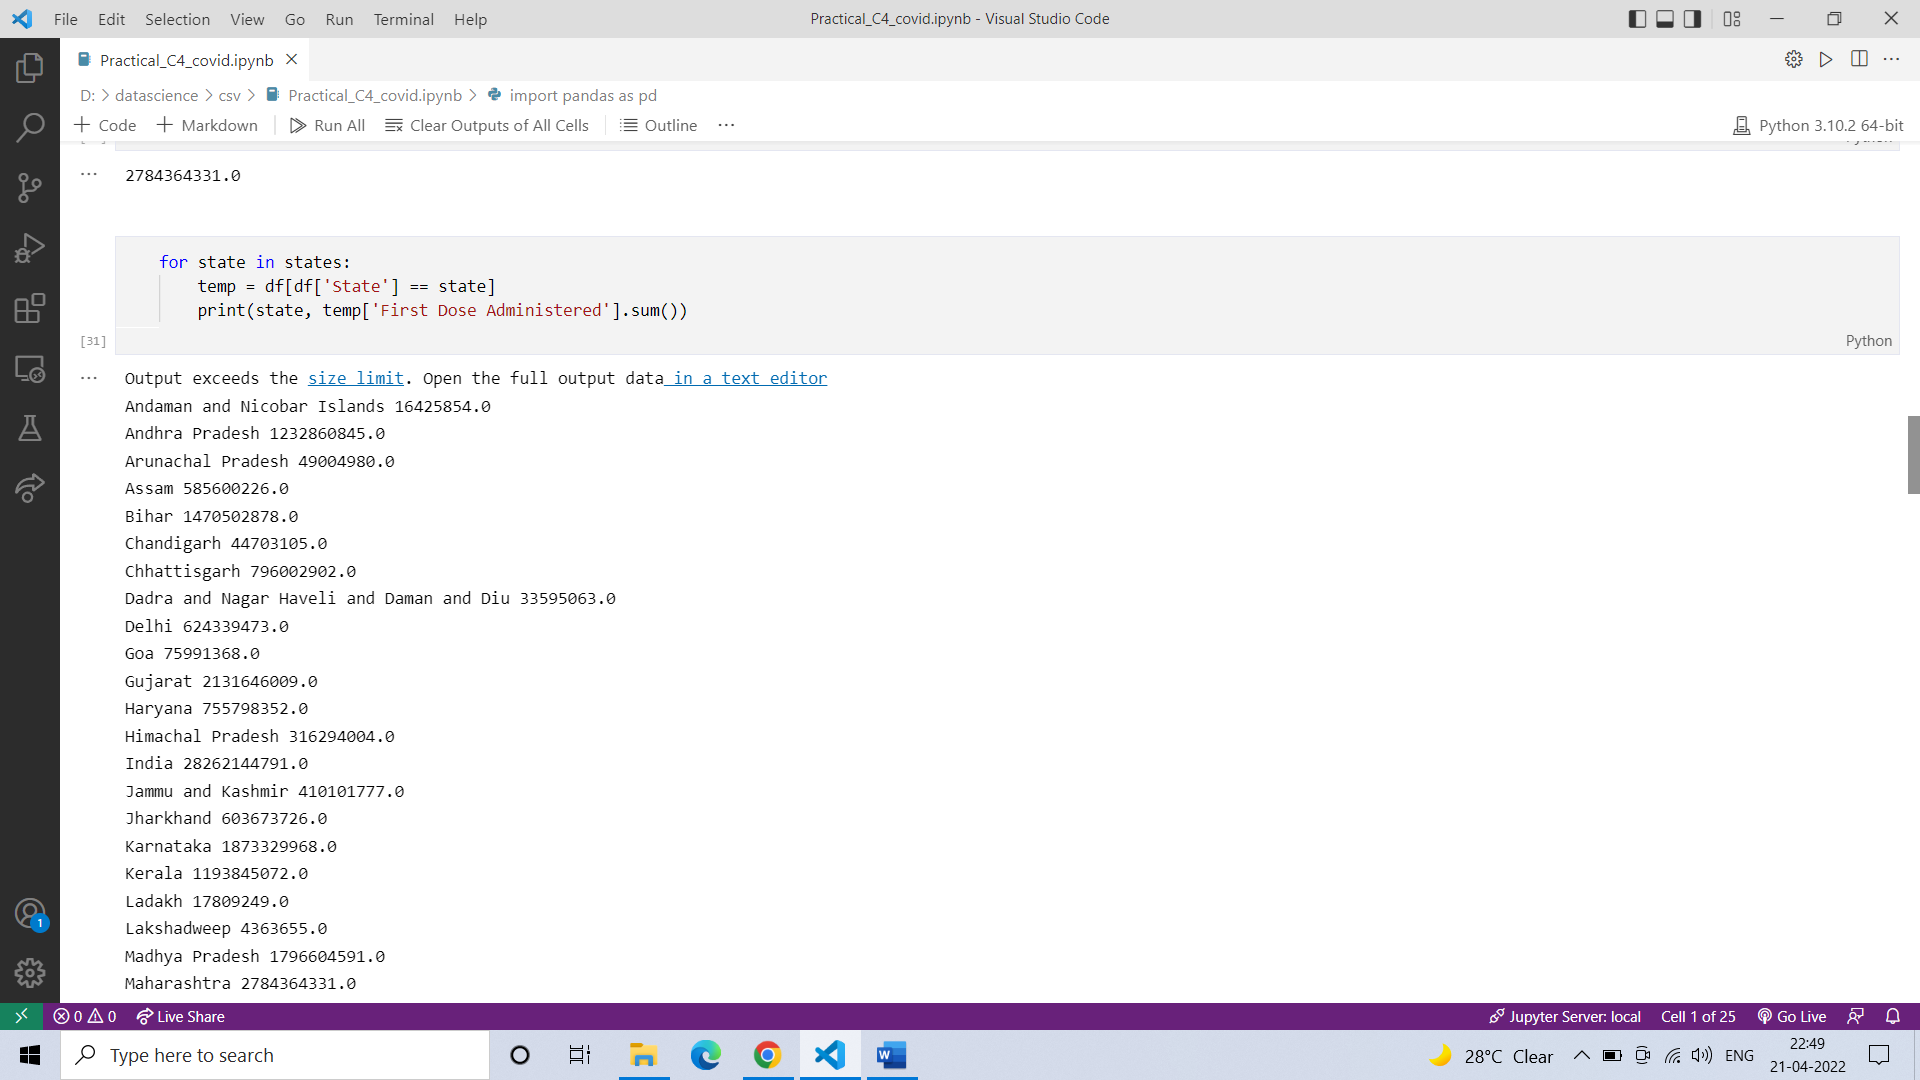 File Edit Selection View Go Run Terminal Help Practical_C4_covid.ipynb - Visual Studio Code
Practical_C4_covid.ipynb
D: > datascience > csv > Practical_C4_covid.ipynb > import pandas as pd
+ Code + Markdown Run All Clear Outputs of All Cells Outline ... Python 3.10.2 64-bit
... 2784364331.0
for state in states:
    temp = df[df['State'] == state]
    print(state, temp['First Dose Administered'].sum())
[31] Python
... Output exceeds the size limit. Open the full output data in a text editor
Andaman and Nicobar Islands 16425854.0
Andhra Pradesh 1232860845.0
Arunachal Pradesh 49004980.0
Assam 585600226.0
Bihar 1470502878.0
Chandigarh 44703105.0
Chhattisgarh 796002902.0
Dadra and Nagar Haveli and Daman and Diu 33595063.0
Delhi 624339473.0
Goa 75991368.0
Gujarat 2131646009.0
Haryana 755798352.0
Himachal Pradesh 316294004.0
India 28262144791.0
Jammu and Kashmir 410101777.0
Jharkhand 603673726.0
Karnataka 1873329968.0
Kerala 1193845072.0
Ladakh 17809249.0
Lakshadweep 4363655.0
Madhya Pradesh 1796604591.0
Maharashtra 2784364331.0
1
0 0 Live Share Jupyter Server: local Cell 1 of 25 Go Live
Type here to search 28°C Clear ENG 22:49
21-04-2022